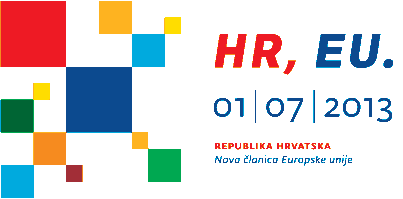 HR, EU.
01|07|2013
REPUBLIKA HRVATSKA
Nova članica Europske unije